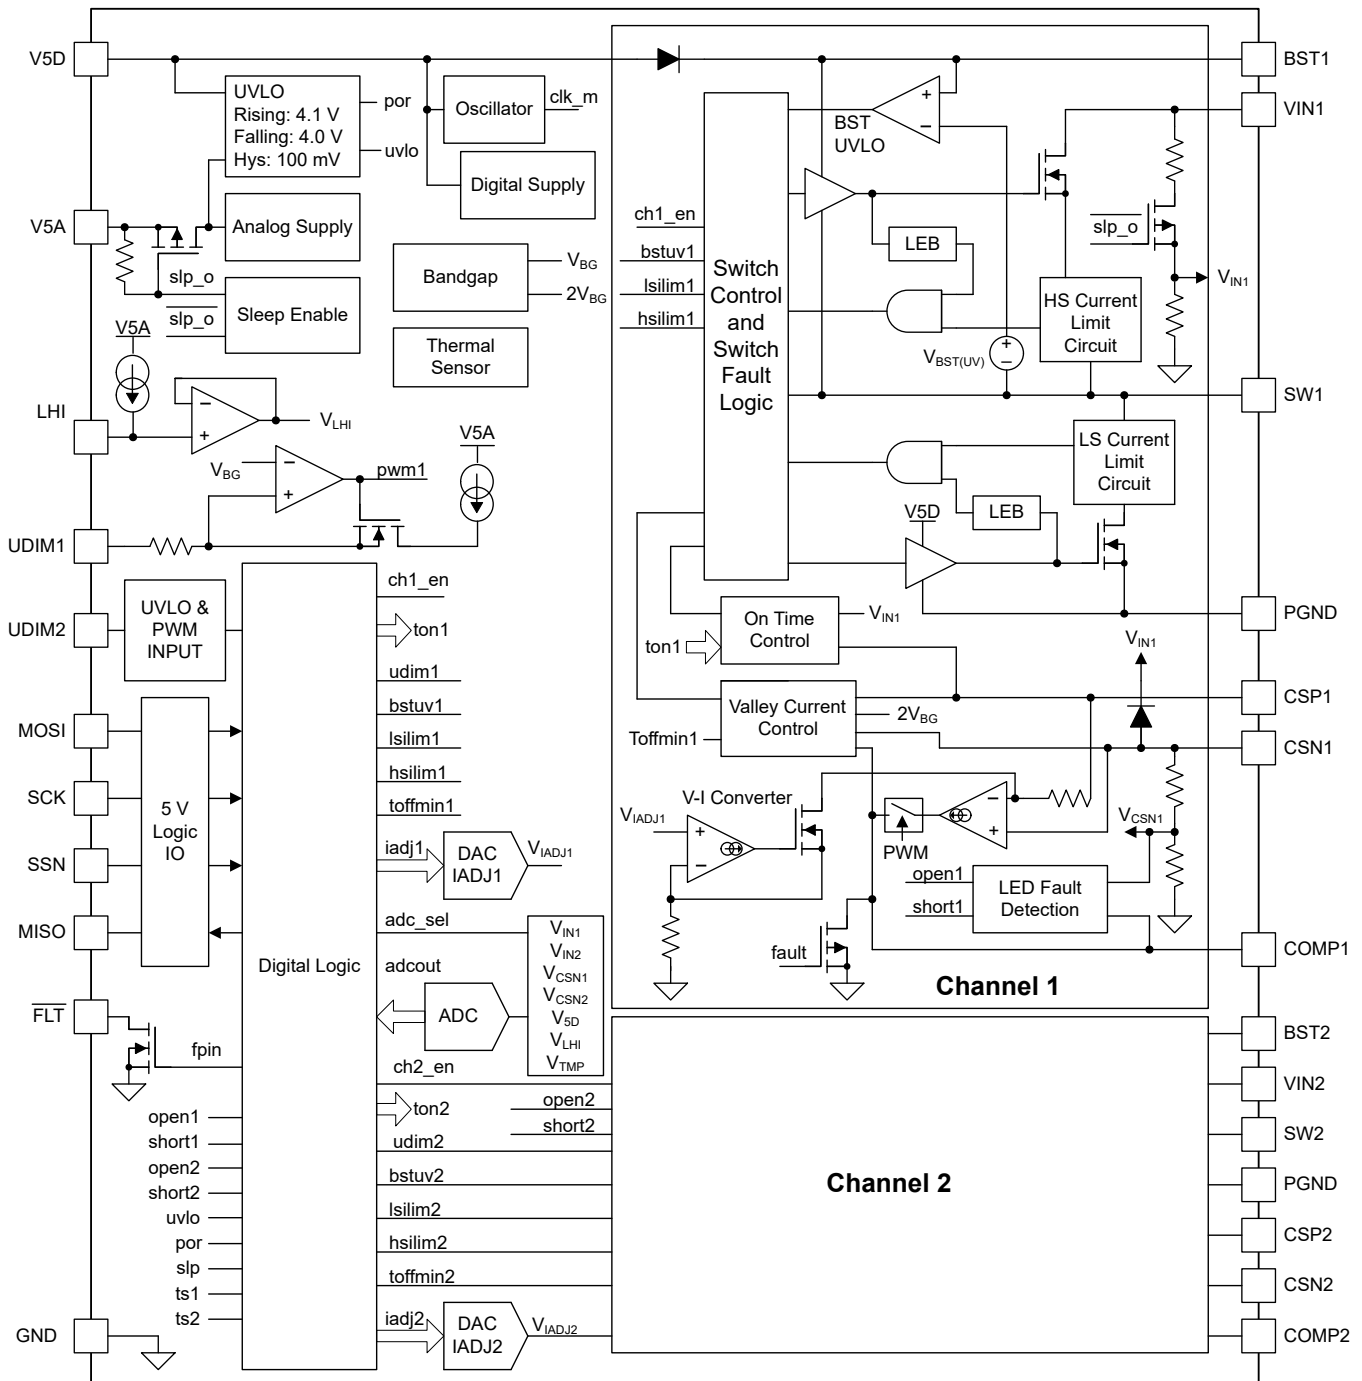 V5D
UVLO
Rising: 4.1 V
Falling: 4.0 V
Hys: 100 mV
por
uvlo
Oscillator
clk_m
Digital Supply
V5A
Analog Supply
slp_o
slp_o
Sleep Enable
Bandgap
VBG
2VBG
Thermal
Sensor
V5A
LHI
VLHI
VBG
pwm1
V5A
UDIM1
UDIM2
UVLO &
PWM
INPUT
MOSI
SCK
SSN
MISO
5 V
Logic
IO
FLT
fpin
open1
short1
open2
short2
uvlo
por
slp
ts1
ts2
GND
Digital Logic
ch1_en
ton1
udim1
bstuv1
lsilim1
hsilim1
toffmin1
iadj1
DAC
IADJ1
VIADJ1
adc_sel
adcout
ADC
VIN1
VIN2
VCSN1
VCSN2
V5D
VLHI
VTMP
ch2_en
ton2
udim2
bstuv2
lsilim2
hsilim2
toffmin2
iadj2
DAC
IADJ2
VIADJ2
open2
short2
ch1_en
bstuv1
lsilim1
hsilim1
Switch
Control
and
Switch
Fault
Logic
BST
UVLO
LEB
VBST(UV)
HS Current
Limit
Circuit
slp_o
VIN1
LS Current
Limit
Circuit
LEB
V5D
On Time
Control
VIN1
ton1
VIN1
Valley Current
Control
2VBG
Toffmin1
V-I Converter
VIADJ1
PWM
VCSN1
open1
short1
LED Fault
Detection
fault
Channel 1
Channel 2
BST1
VIN1
SW1
PGND
CSP1
CSN1
COMP1
BST2
VIN2
SW2
PGND
CSP2
CSN2
COMP2